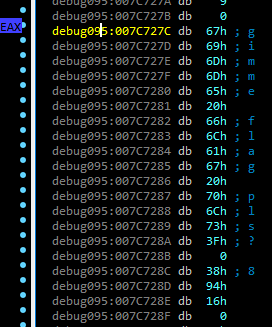 debug095:007C727A db 9
debug095:007C727B db 0
EAX debug095:007C727C db 67h ; g
debug095:007C727D db 69h ; i
debug095:007C727E db 6Dh ; m
debug095:007C727F db 6Dh ; m
debug095:007C7280 db 65h ; e
debug095:007C7281 db 20h
debug095:007C7282 db 66h ; f
debug095:007C7283 db 6Ch ; l
debug095:007C7284 db 61h ; a
debug095:007C7285 db 67h ; g
debug095:007C7286 db 20h
debug095:007C7287 db 70h ; p
debug095:007C7288 db 6Ch ; l
debug095:007C7289 db 73h ; s
debug095:007C728A db 3Fh ; ?
debug095:007C728B db 0
debug095:007C728C db 38h ; 8
debug095:007C728D db 94h
debug095:007C728E db 16h
debug095:007C728F db 0